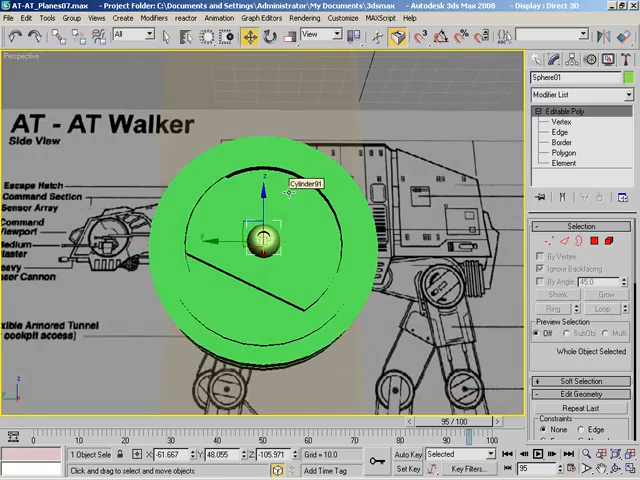 AT-AT_Planes07.max - Project Folder: C:\Documents and Settings\Administrator\My Documents\3dsmax - Autodesk 3ds Max 2008 - Display : Direct 3D
File Edit Tools Group Views Create Modifiers reactor Animation Graph Editors Rendering Customize MAXScript Help
All View
Perspective
Sphere01
Modifier List
Editable Poly
Vertex
Edge
Border
Polygon
Element
AT - AT Walker
Side View
Escape Hatch
Command Section
Sensor Array
Command
Viewport
Medium
Heavy
Cannon
Armored Tunnel
cockpit access)
Cylinder91
z
y
Selection
By Vertex
Ignore Backfacing
By Angle: 45.0
Shrink Grow
Ring Loop
Preview Selection
Off SubObj Multi
Whole Object Selected
Soft Selection
Edit Geometry
Repeat Last
Constraints
None Edge
95 / 100
0 10 20 30 40 50 60 70 80 90 100
1 Object Sele X: -61.667 Y: 48.055 Z: -105.971 Grid = 10.0
Auto Key Selected
Click and drag to select and move objects
Add Time Tag
Set Key Key Filters... 95